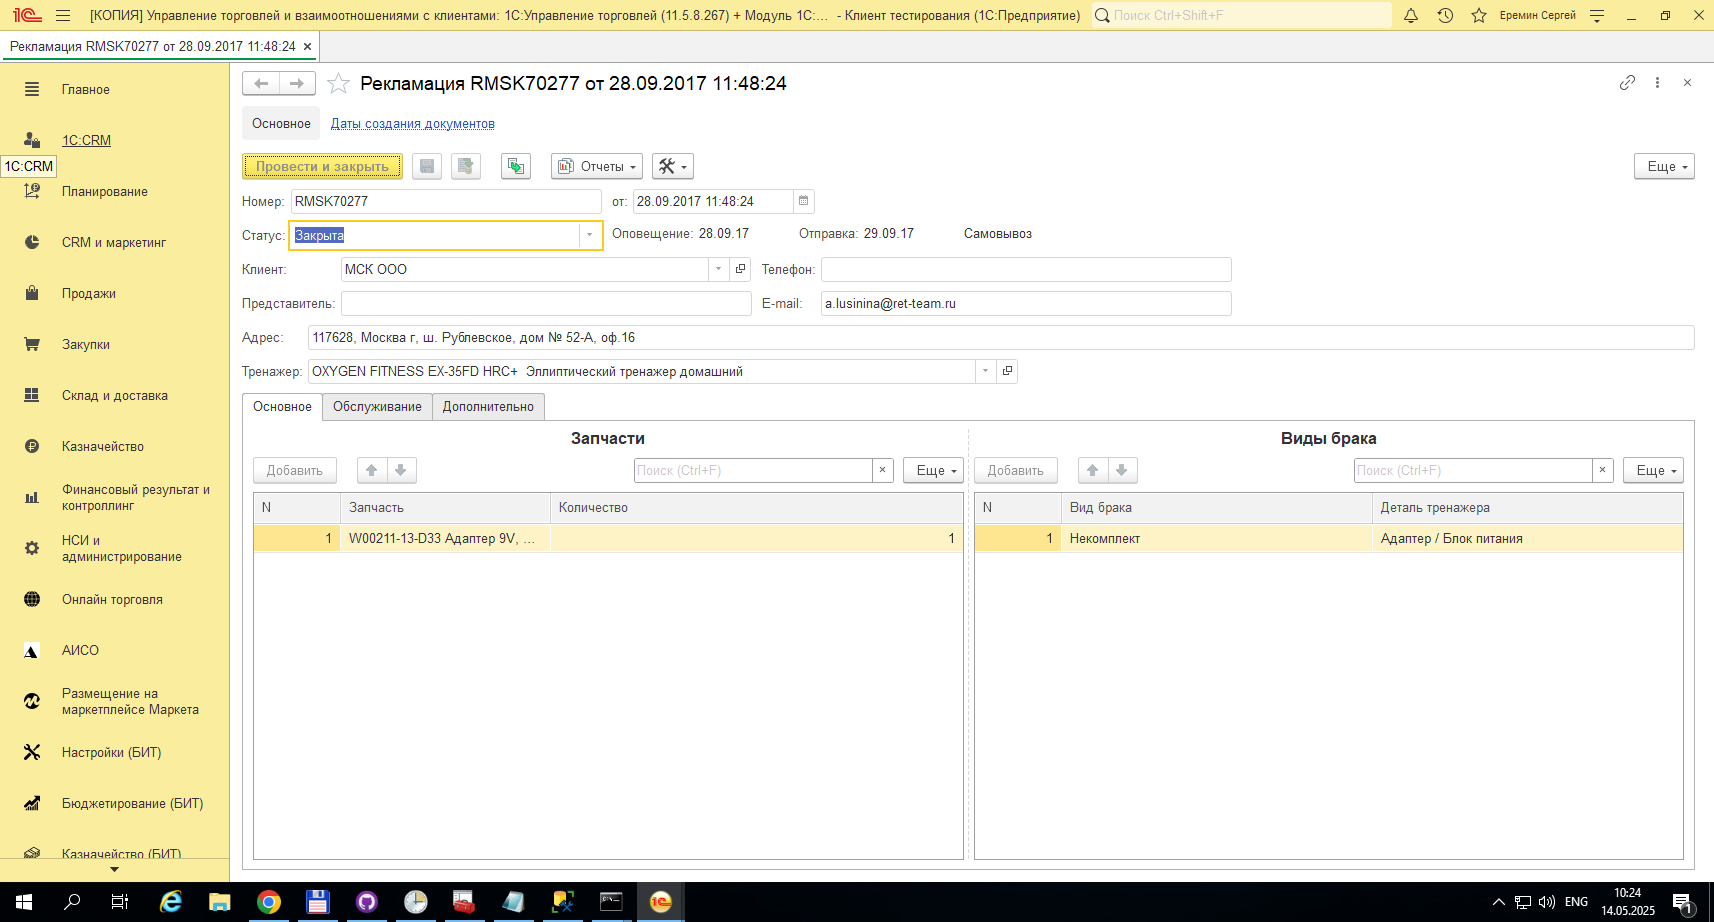 [КОПИЯ] Управление торговлей и взаимоотношениями с клиентами: 1С:Управление торговлей (11.5.8.267) + Модуль 1С:... - Клиент тестирования (1С:Предприятие)
Поиск Ctrl+Shift+F
Еремин Сергей
Рекламация RMSK70277 от 28.09.2017 11:48:24 ×
Главное
1С:CRM
1С:CRM
Планирование
CRM и маркетинг
Продажи
Закупки
Склад и доставка
Казначейство
Финансовый результат и
контроллинг
НСИ и
администрирование
Онлайн торговля
АИСО
Размещение на
маркетплейсе Маркета
Настройки (БИТ)
Бюджетирование (БИТ)
Казначейство (БИТ)
Рекламация RMSK70277 от 28.09.2017 11:48:24
Основное Даты создания документов
Провести и закрыть Отчеты Еще
Номер: RMSK70277 от: 28.09.2017 11:48:24
Статус: Закрыта Оповещение: 28.09.17 Отправка: 29.09.17 Самовывоз
Клиент: МСК ООО Телефон:
Представитель: E-mail: a.lusinina@ret-team.ru
Адрес: 117628, Москва г, ш. Рублевское, дом № 52-А, оф.16
Тренажер: OXYGEN FITNESS EX-35FD HRC+ Эллиптический тренажер домашний
Основное Обслуживание Дополнительно
Запчасти
Добавить Поиск (Ctrl+F) × Еще
N Запчасть Количество
1 W00211-13-D33 Адаптер 9V, ... 1
Виды брака
Добавить Поиск (Ctrl+F) × Еще
N Вид брака Деталь тренажера
1 Некомплект Адаптер / Блок питания
ENG
10:24
14.05.2025
1